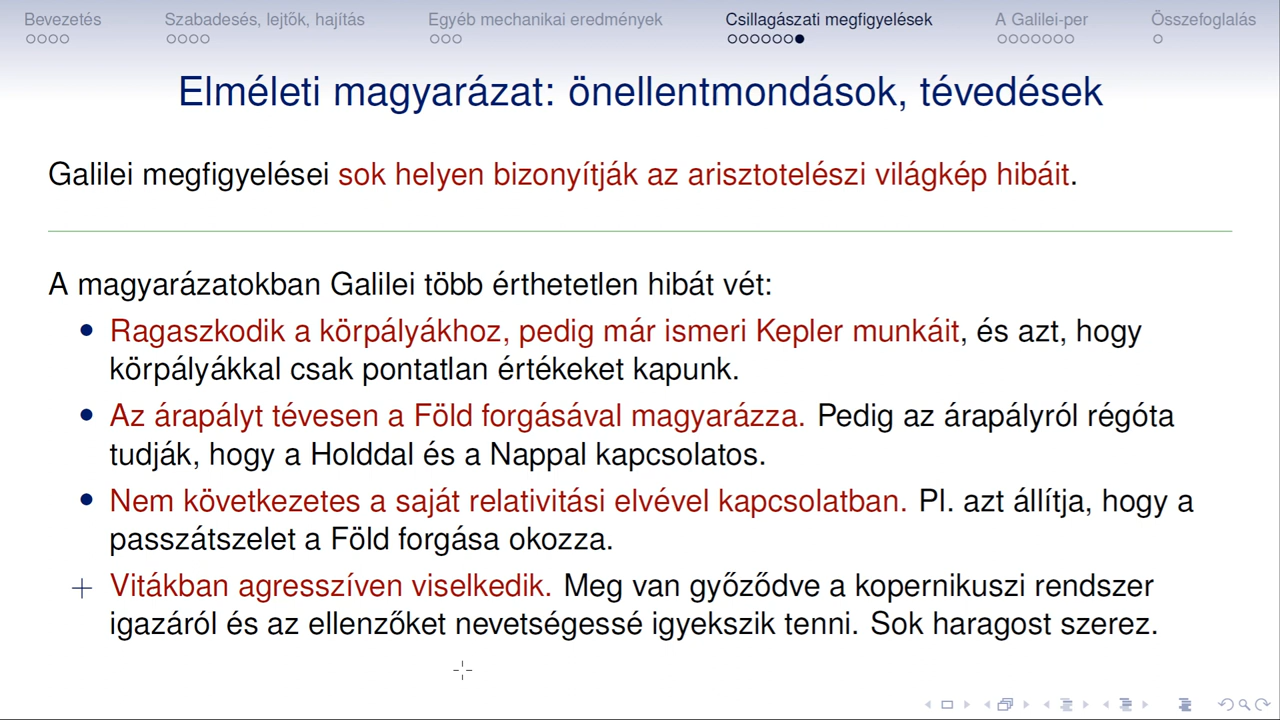 Bevezetés Szabadesés, lejtők, hajítás Egyéb mechanikai eredmények Csillagászati megfigyelések A Galilei-per Összefoglalás
Elméleti magyarázat: önellentmondások, tévedések
Galilei megfigyelései sok helyen bizonyítják az arisztotelészi világkép hibáit.
A magyarázatokban Galilei több érthetetlen hibát vét:
Ragaszkodik a körpályákhoz, pedig már ismeri Kepler munkáit, és azt, hogy
körpályákkal csak pontatlan értékeket kapunk.
Az árapályt tévesen a Föld forgásával magyarázza. Pedig az árapályról régóta
tudják, hogy a Holddal és a Nappal kapcsolatos.
Nem következetes a saját relativitási elvével kapcsolatban. Pl. azt állítja, hogy a
passzátszelet a Föld forgása okozza.
+ Vitákban agresszíven viselkedik. Meg van győződve a kopernikuszi rendszer
igazáról és az ellenzőket nevetségessé igyekszik tenni. Sok haragost szerez.